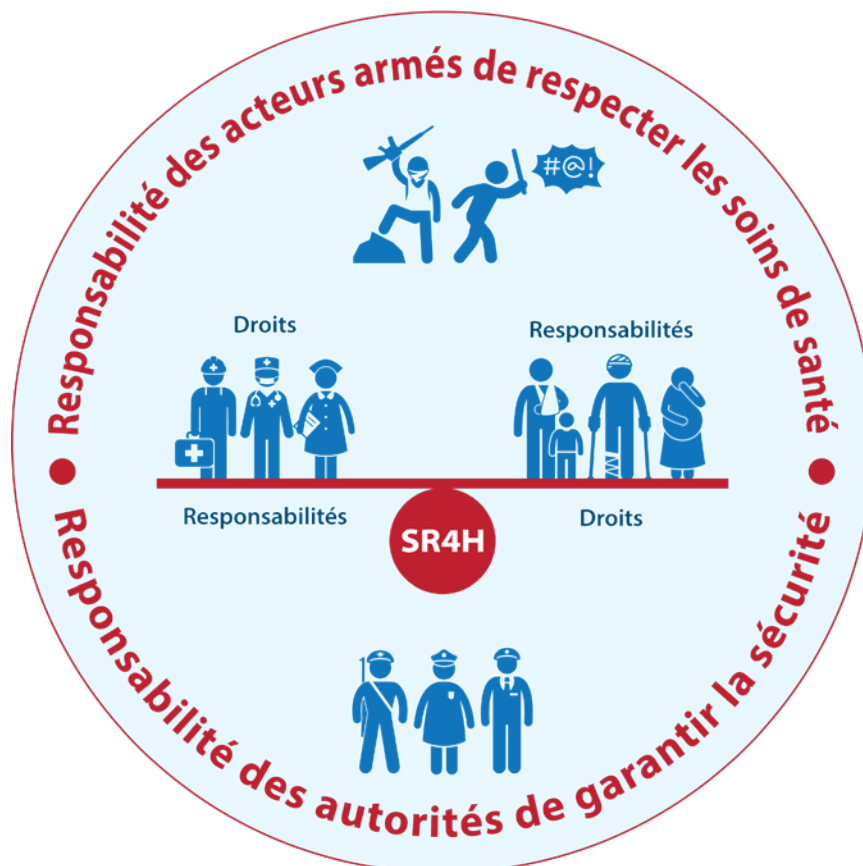 Responsabilité des acteurs armés de respecter les soins de santé
#@!
Droits
Responsabilités
Responsabilités
Droits
SR4H
Responsabilité des autorités de garantir la sécurité